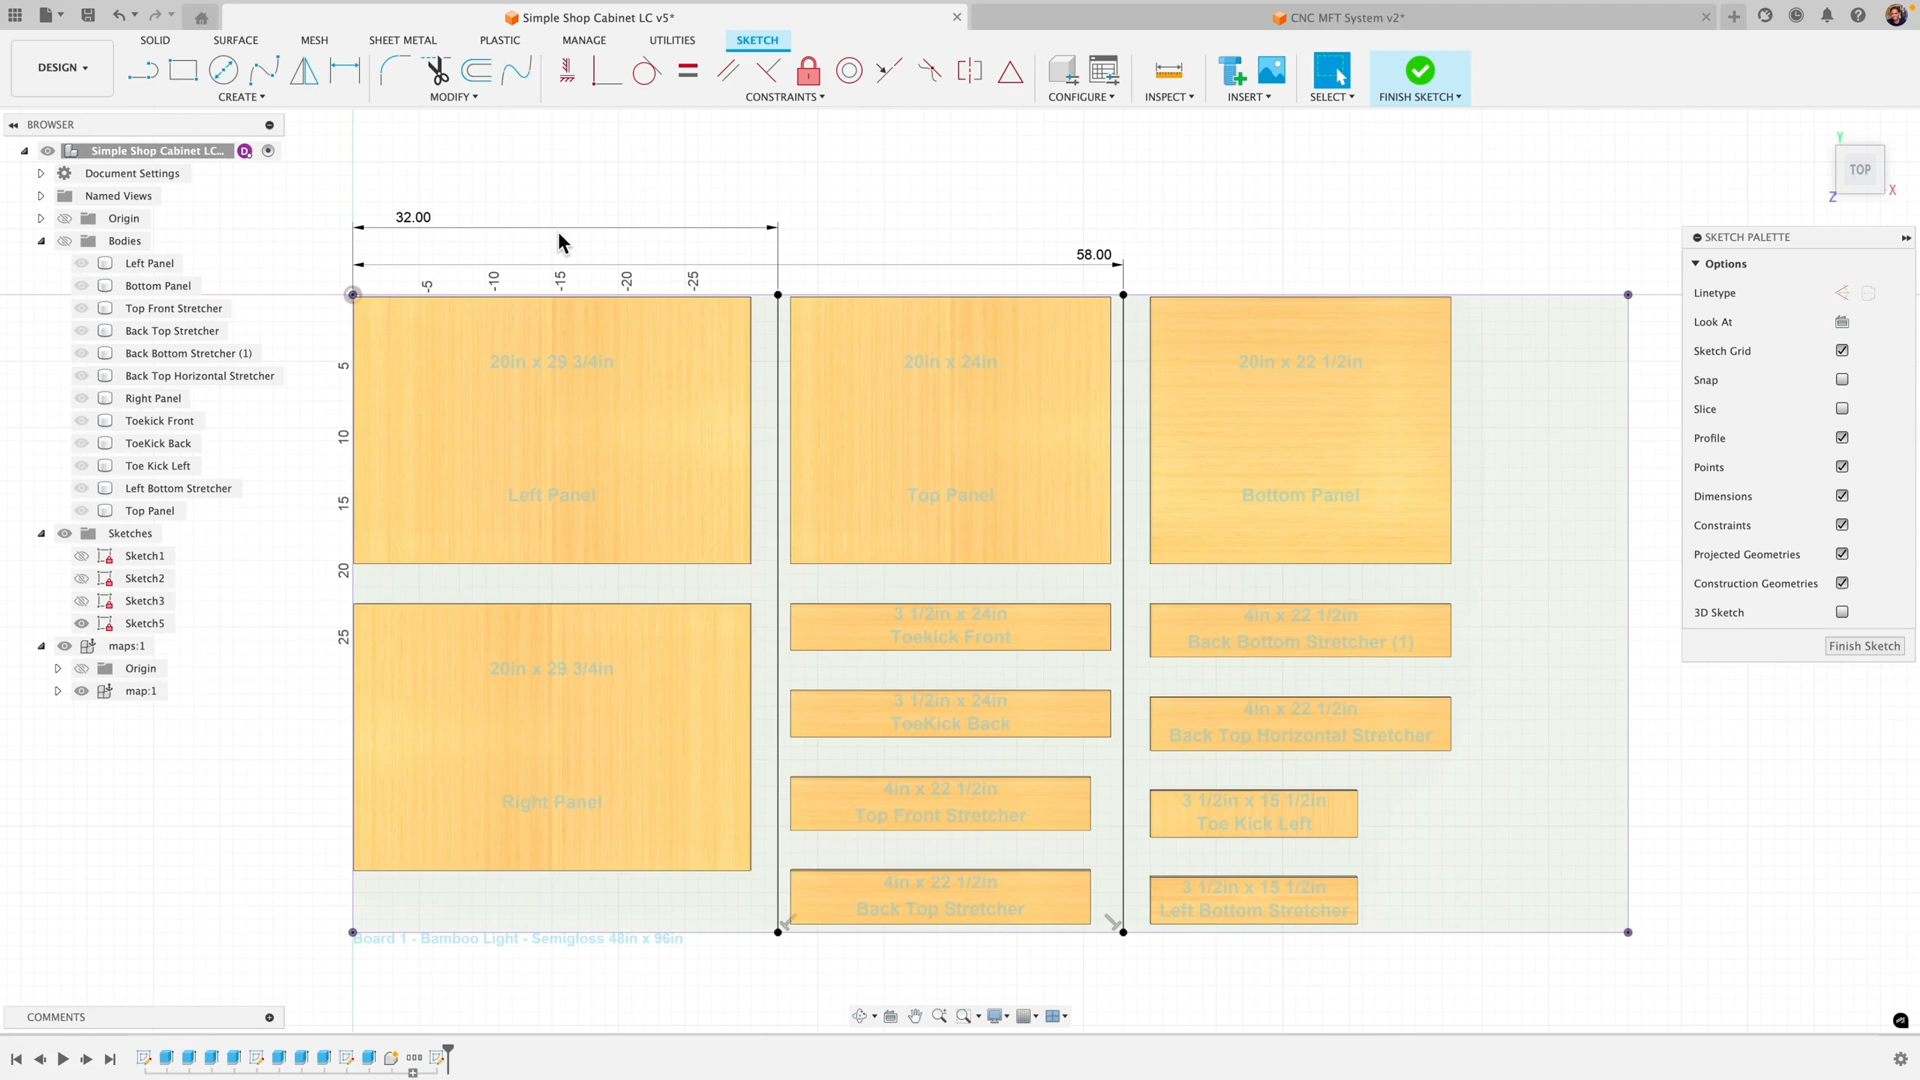 Simple Shop Cabinet LC v5*
CNC MFT System v2*
SOLID
SURFACE
MESH
SHEET METAL
PLASTIC
MANAGE
UTILITIES
SKETCH
DESIGN
CREATE
MODIFY
CONSTRAINTS
CONFIGURE
INSPECT
INSERT
SELECT
FINISH SKETCH
BROWSER
Simple Shop Cabinet LC...
D
Document Settings
Named Views
Origin
Bodies
Left Panel
Bottom Panel
Top Front Stretcher
Back Top Stretcher
Back Bottom Stretcher (1)
Back Top Horizontal Stretcher
Right Panel
Toekick Front
ToeKick Back
Toe Kick Left
Left Bottom Stretcher
Top Panel
Sketches
Sketch1
Sketch2
Sketch3
Sketch5
maps:1
Origin
map:1
COMMENTS
32.00
58.00
-5
-10
-15
-20
-25
5
10
15
20
25
20in x 29 3/4in
Left Panel
20in x 24in
Top Panel
20in x 22 1/2in
Bottom Panel
20in x 29 3/4in
Right Panel
3 1/2in x 24in
Toekick Front
3 1/2in x 24in
ToeKick Back
4in x 22 1/2in
Top Front Stretcher
4in x 22 1/2in
Back Top Stretcher
4in x 22 1/2in
Back Bottom Stretcher (1)
4in x 22 1/2in
Back Top Horizontal Stretcher
3 1/2in x 15 1/2in
Toe Kick Left
3 1/2in x 15 1/2in
Left Bottom Stretcher
Board 1 - Bamboo Light - Semigloss 48in x 96in
Y
TOP
X
Z
SKETCH PALETTE
Options
Linetype
Look At
Sketch Grid
Snap
Slice
Profile
Points
Dimensions
Constraints
Projected Geometries
Construction Geometries
3D Sketch
Finish Sketch